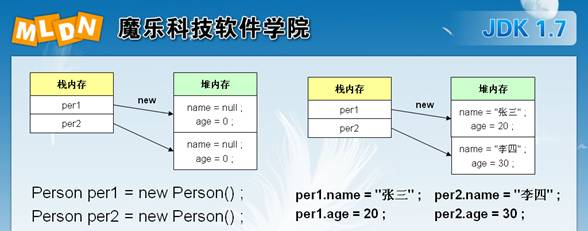 MLDN 魔乐科技软件学院 JDK 1.7
栈内存
per1
per2
new
堆内存
name = null ;
age = 0 ;
name = null ;
age = 0 ;
栈内存
per1
per2
new
堆内存
name = "张三" ;
age = 20 ;
name = "李四" ;
age = 30 ;
Person per1 = new Person() ;
Person per2 = new Person() ;
per1.name = "张三" ; per2.name = "李四" ;
per1.age = 20 ; per2.age = 30 ;